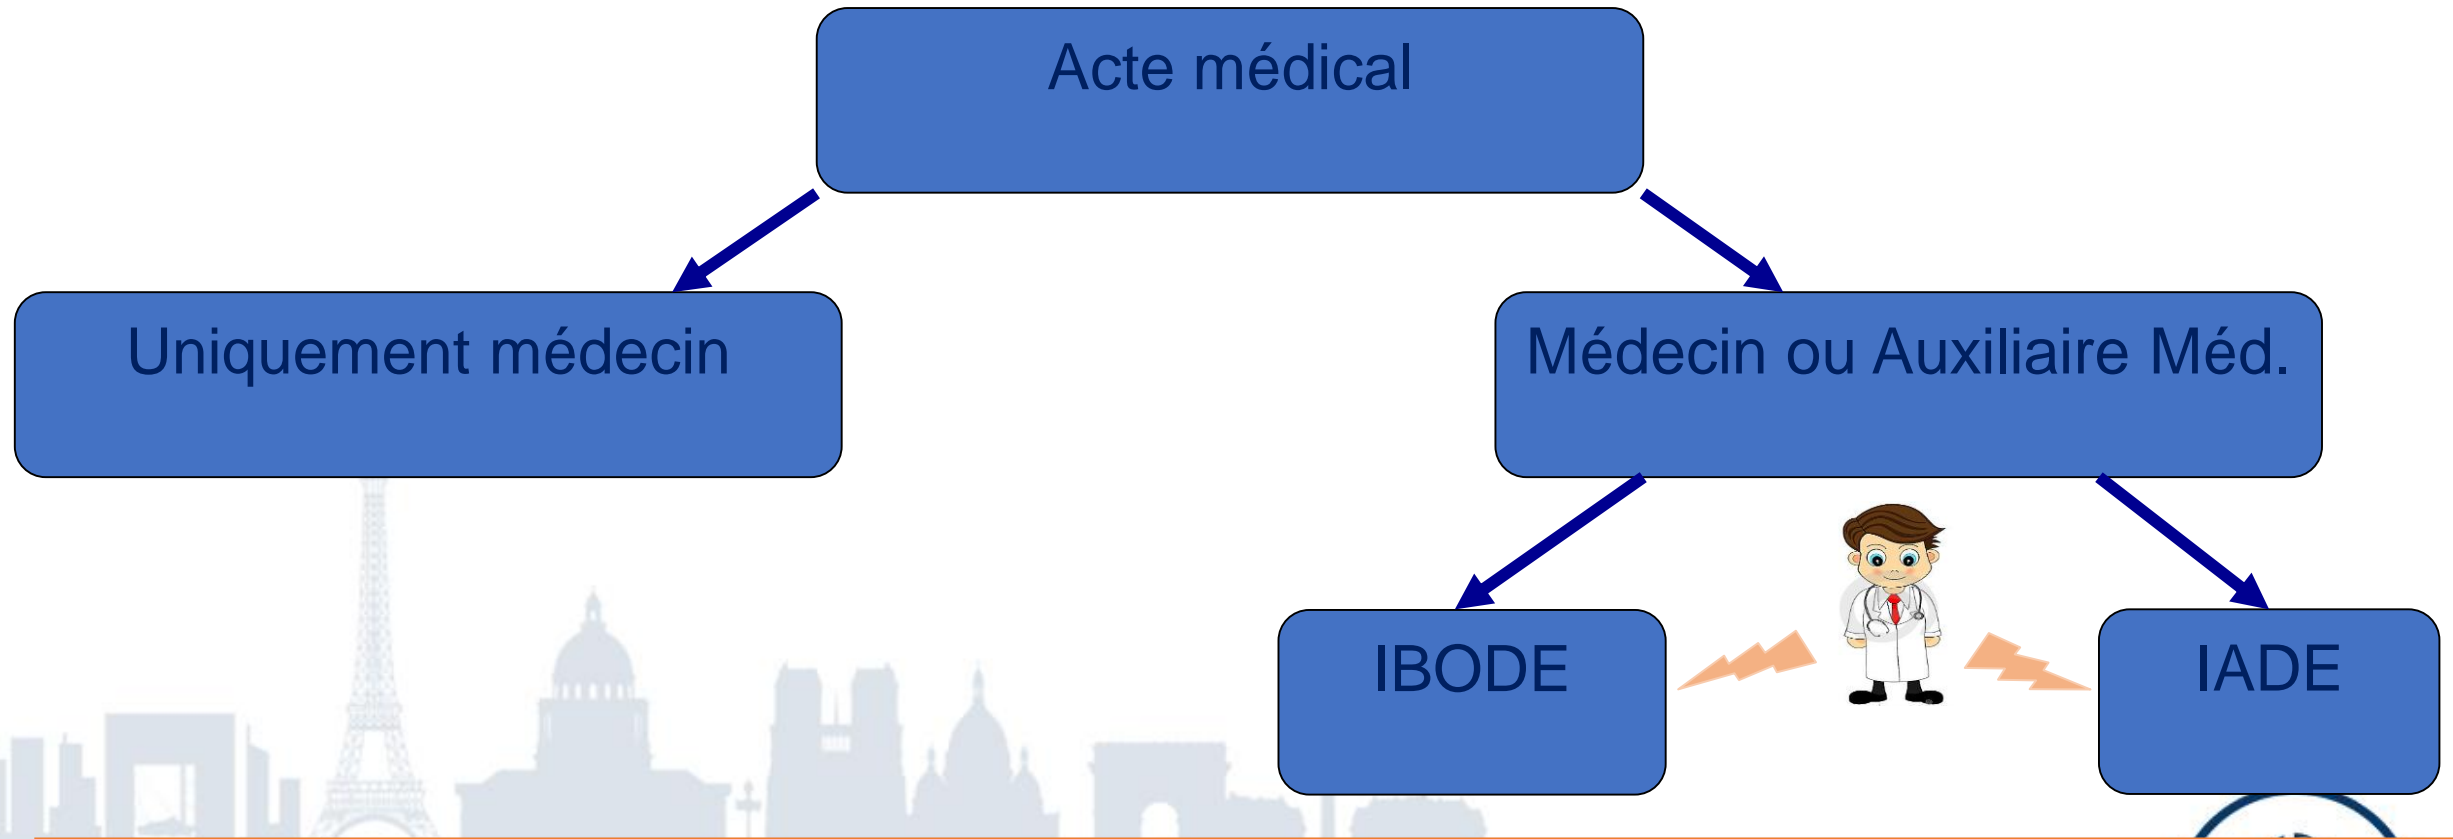 Acte médical
Uniquement médecin
Médecin ou Auxiliaire Méd.
IBODE
IADE